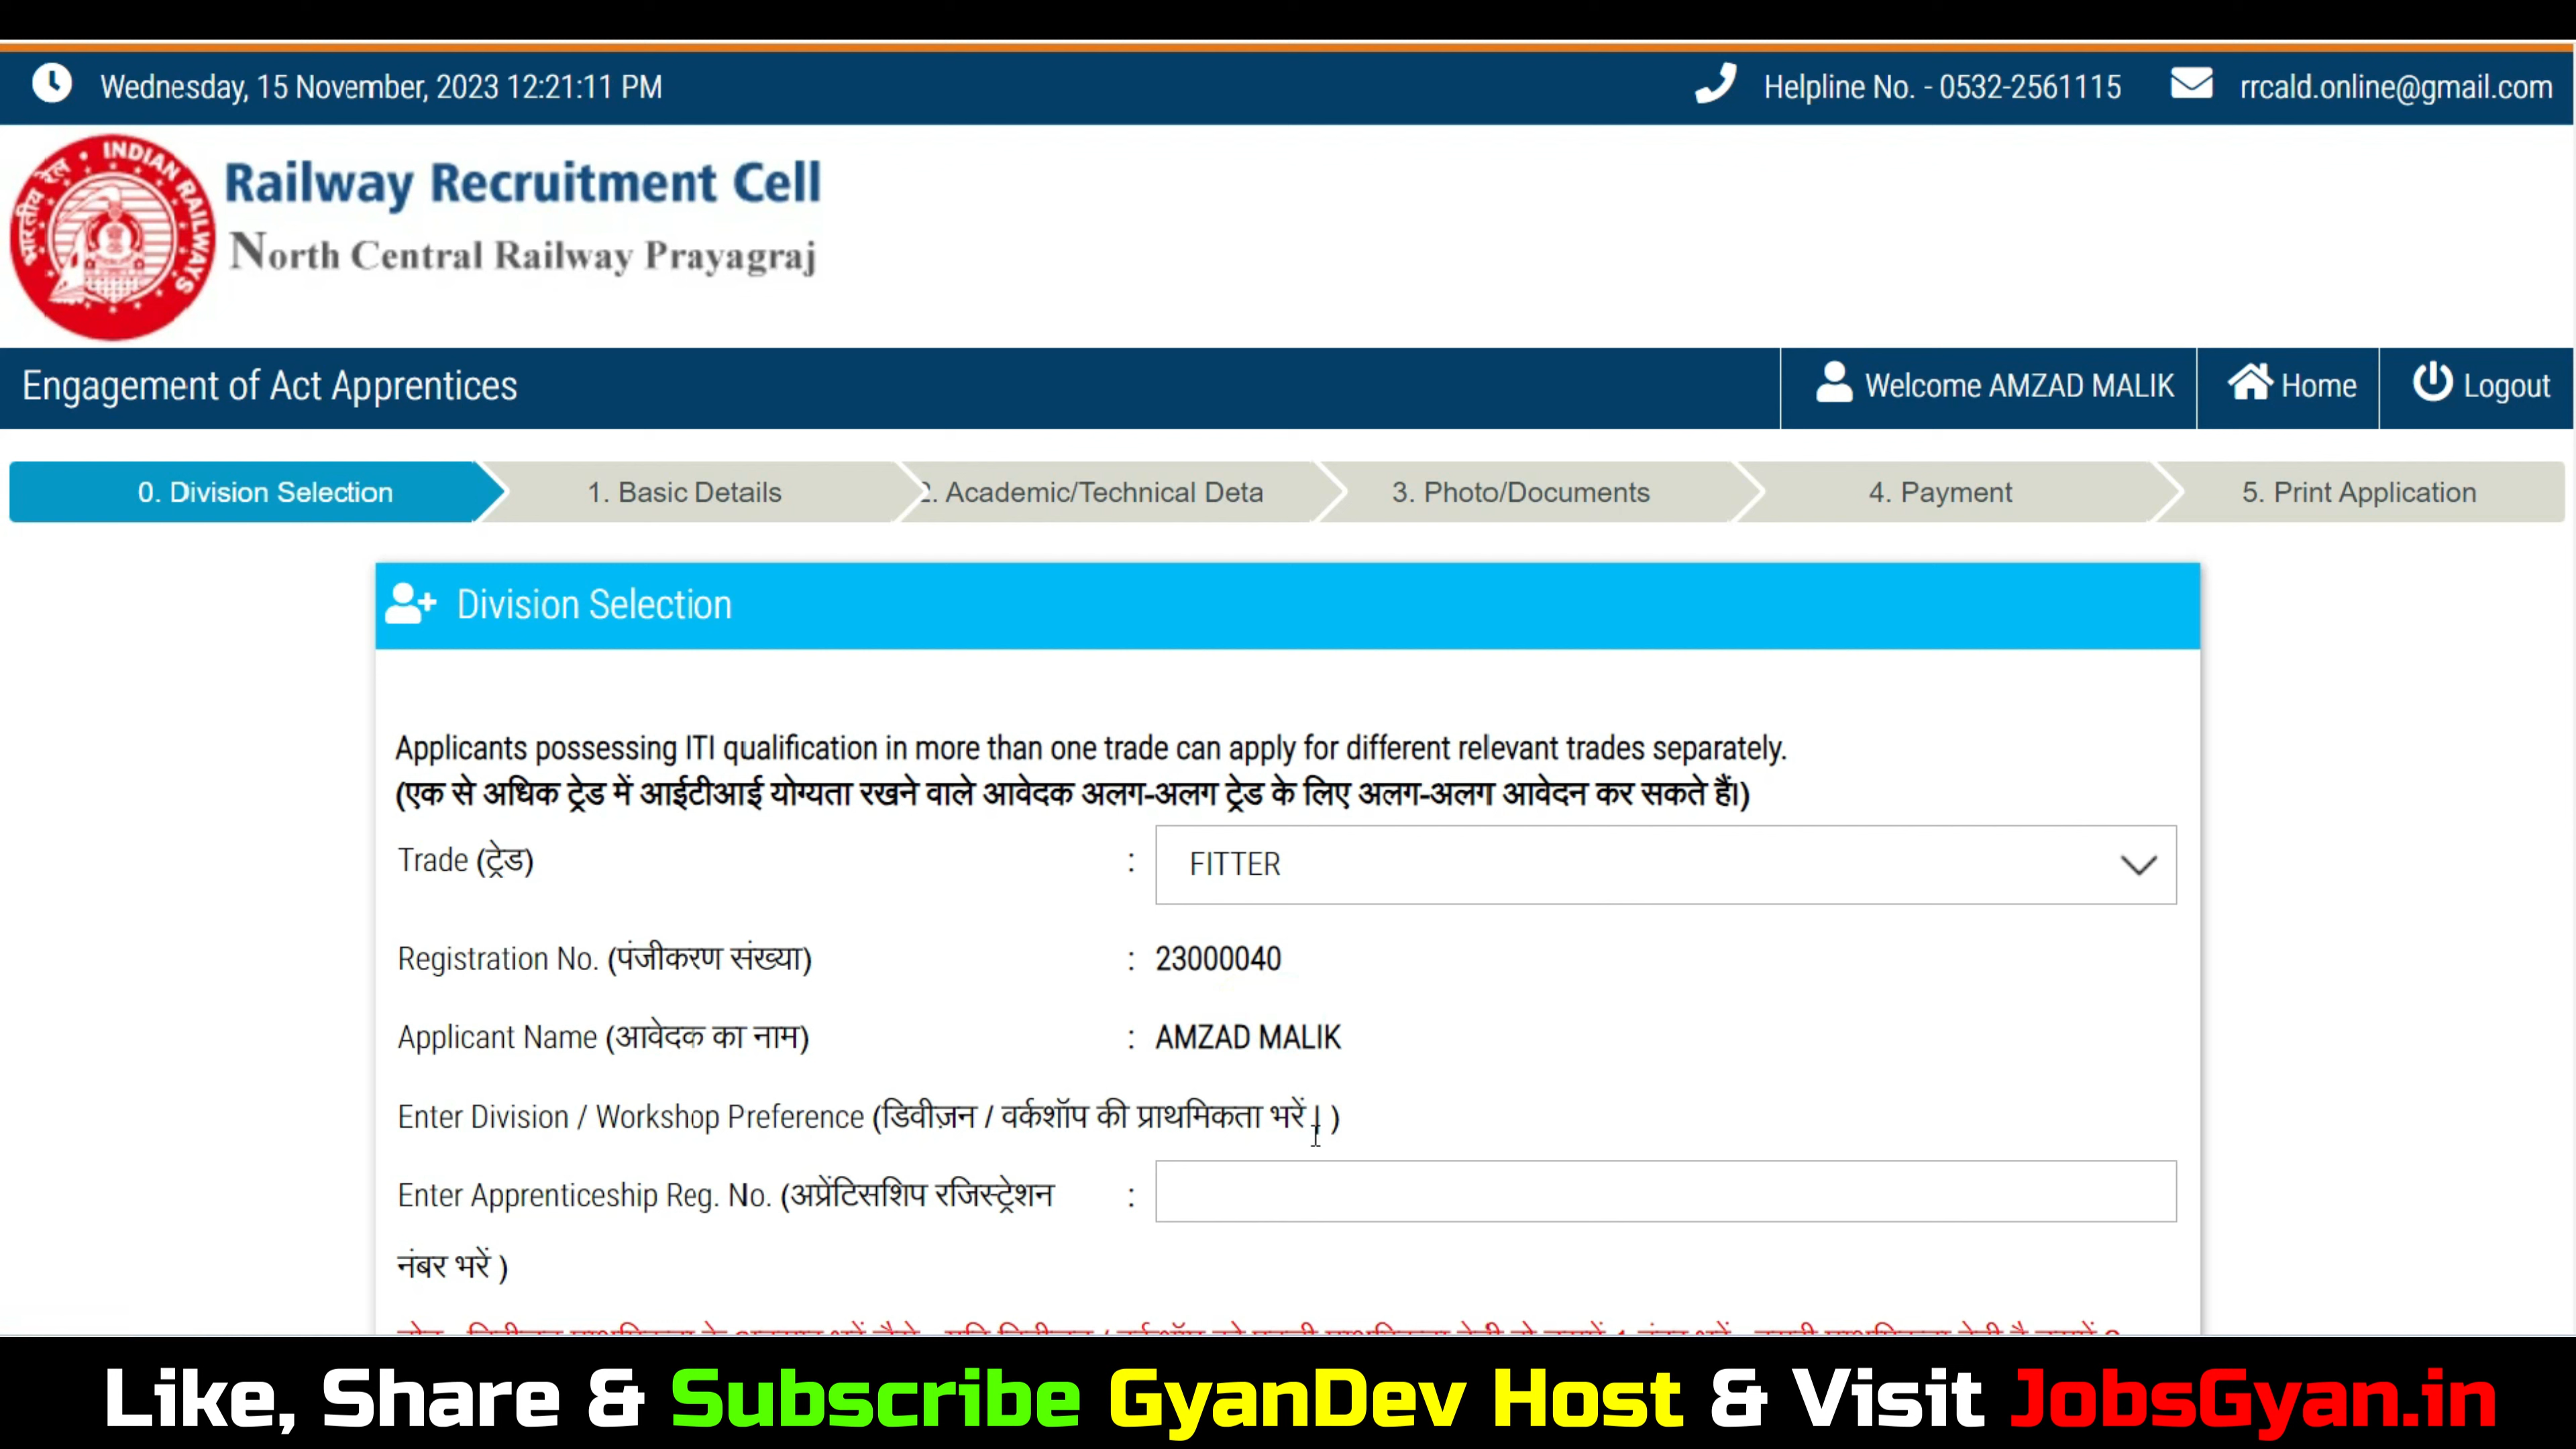 Wednesday, 15 November, 2023 12:21:11 PM
Helpline No. - 0532-2561115
rrcald.online@gmail.com
भारतीय रेल INDIAN RAILWAYS
Railway Recruitment Cell
North Central Railway Prayagraj
Engagement of Act Apprentices
Welcome AMZAD MALIK
Home
Logout
0. Division Selection
1. Basic Details
2. Academic/Technical Deta
3. Photo/Documents
4. Payment
5. Print Application
Division Selection
Applicants possessing ITI qualification in more than one trade can apply for different relevant trades separately.
(एक से अधिक ट्रेड में आईटीआई योग्यता रखने वाले आवेदक अलग-अलग ट्रेड के लिए अलग-अलग आवेदन कर सकते हैं।)
Trade (ट्रेड) : FITTER
Registration No. (पंजीकरण संख्या) : 23000040
Applicant Name (आवेदक का नाम) : AMZAD MALIK
Enter Division / Workshop Preference (डिवीज़न / वर्कशॉप की प्राथमिकता भरें | )
Enter Apprenticeship Reg. No. (अप्रेंटिसशिप रजिस्ट्रेशन :
नंबर भरें )
Like, Share & Subscribe GyanDev Host & Visit JobsGyan.in